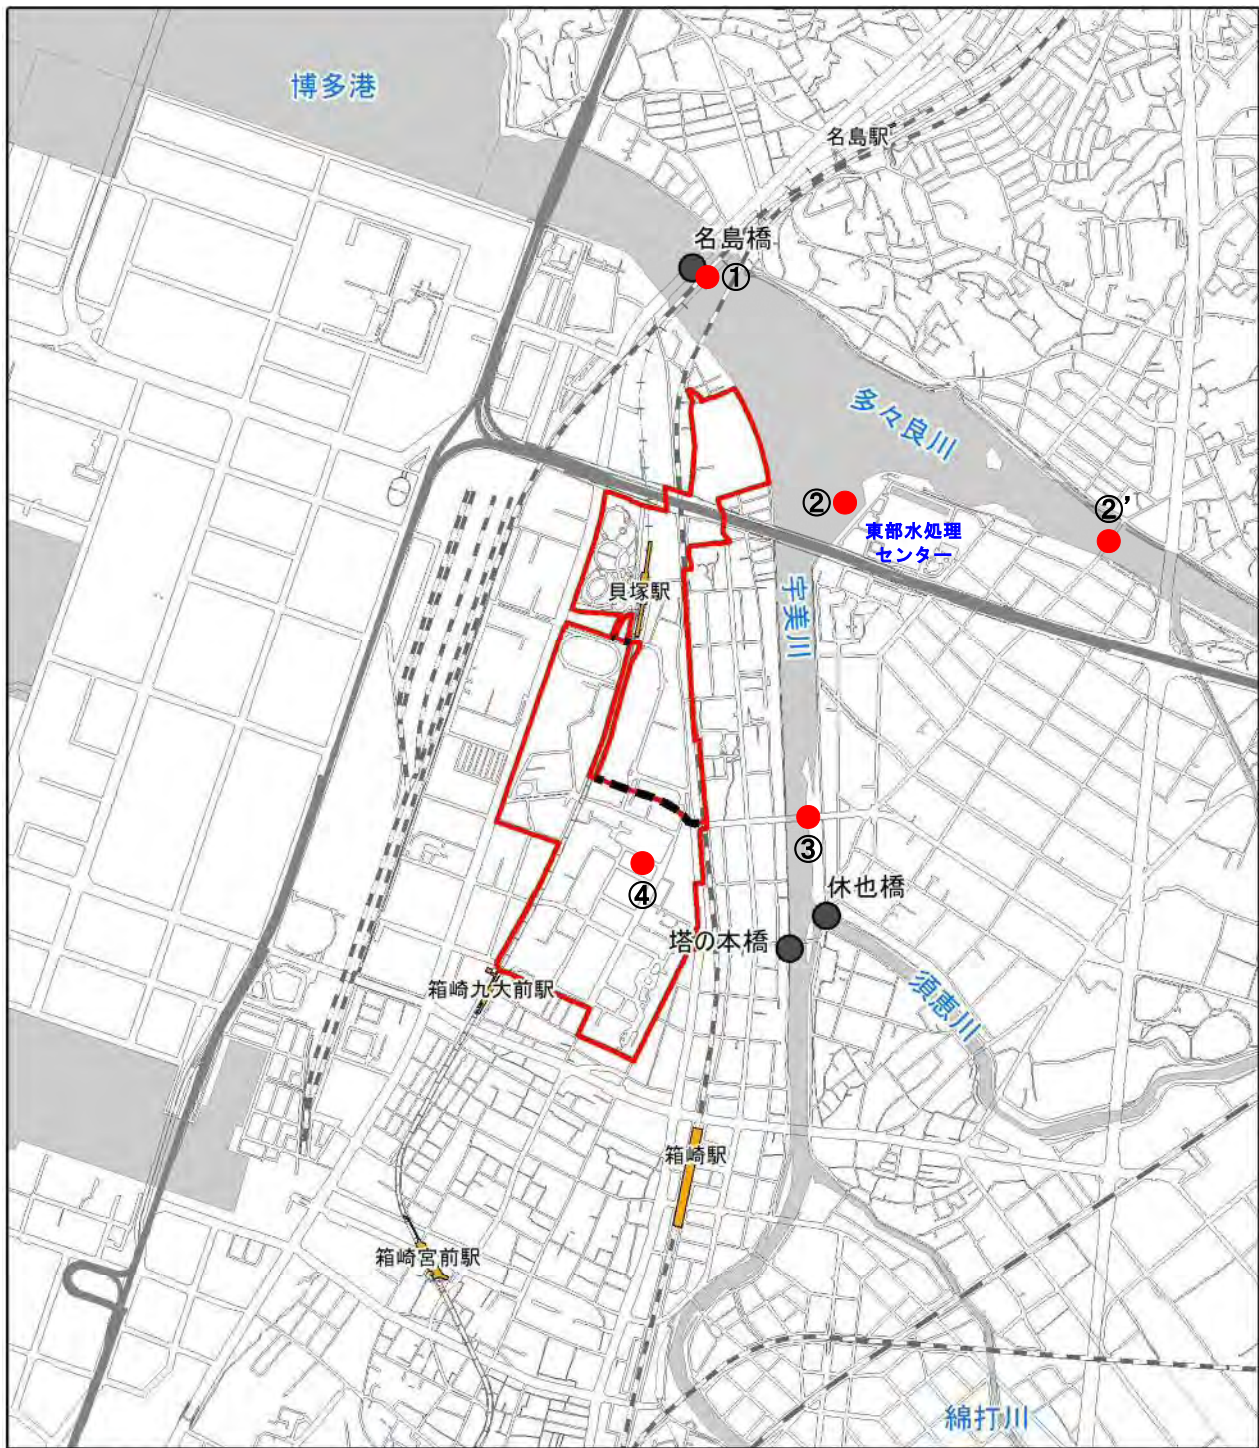 博多港
名島駅
名島橋
①
多々良川
②
②’
東部水処理
センター
貝塚駅
宇美川
③
④
休也橋
塔の本橋
箱崎九大前駅
須恵川
箱崎駅
箱崎宮前駅
綿打川